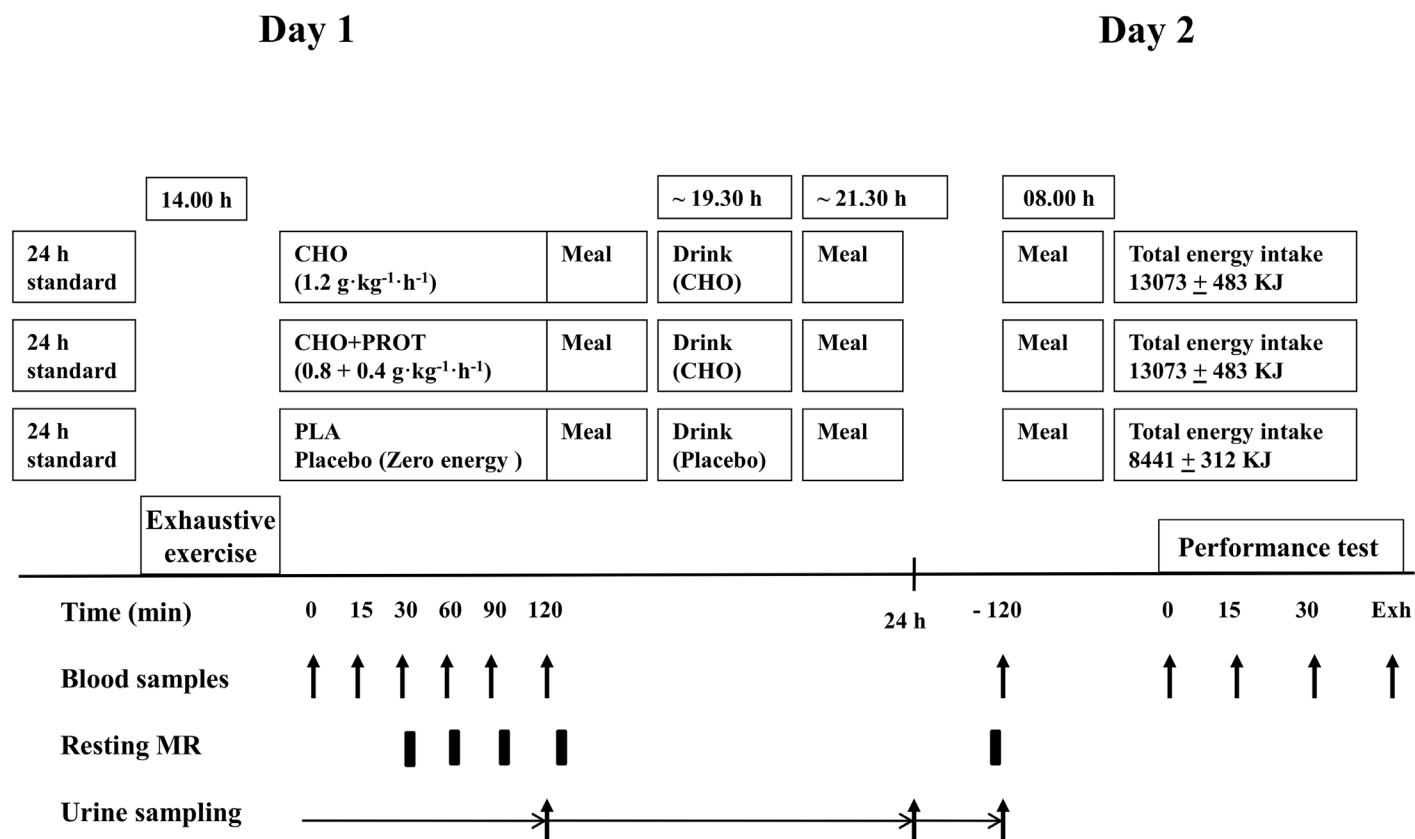 Day 1 Day 2
14.00 h ~ 19.30 h ~ 21.30 h 08.00 h
24 h CHO Meal Drink Meal Meal Total energy intake
standard (1.2 g·kg⁻¹·h⁻¹) (CHO) 13073 ± 483 KJ
24 h CHO+PROT Meal Drink Meal Meal Total energy intake
standard (0.8 + 0.4 g·kg⁻¹·h⁻¹) (CHO) 13073 ± 483 KJ
24 h PLA Meal Drink Meal Meal Total energy intake
standard Placebo (Zero energy ) (Placebo) 8441 ± 312 KJ
Exhaustive
exercise Performance test
Time (min) 0 15 30 60 90 120 24 h - 120 0 15 30 Exh
Blood samples
Resting MR
Urine sampling